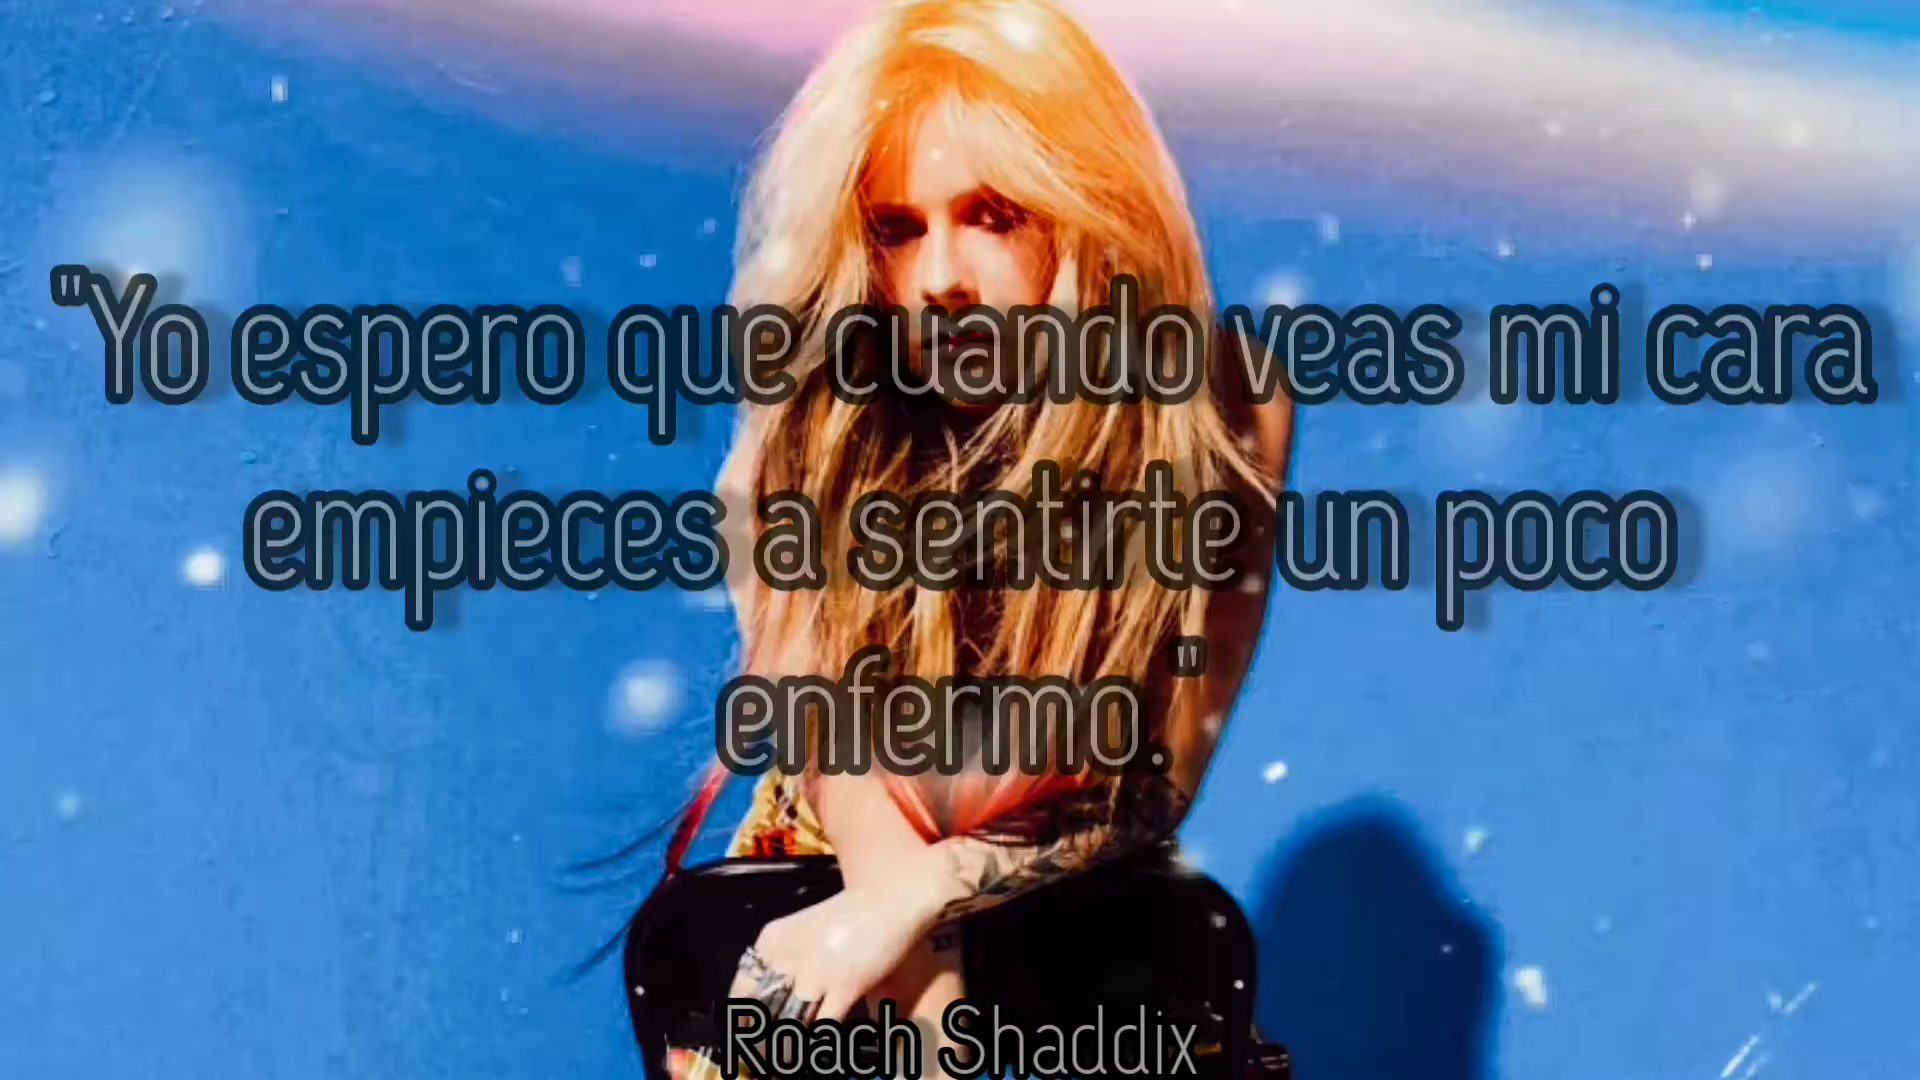 "Yo espero que cuando veas mi cara
empieces a sentirte un poco
enfermo."
Roach Shaddix